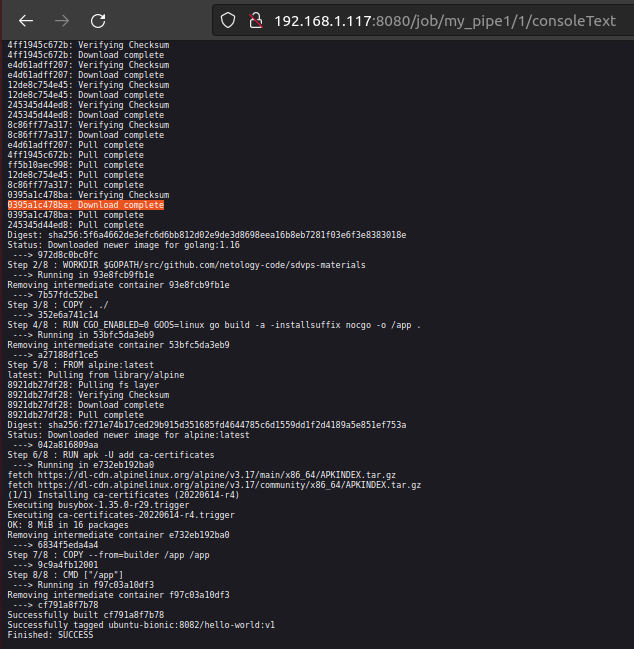 192.168.1.117:8080/job/my_pipe1/1/consoleText
4ff1945c672b: Verifying Checksum
4ff1945c672b: Download complete
e4d61adff207: Verifying Checksum
e4d61adff207: Download complete
12de8c754e45: Verifying Checksum
12de8c754e45: Download complete
245345d44ed8: Verifying Checksum
245345d44ed8: Download complete
8c86ff77a317: Verifying Checksum
8c86ff77a317: Download complete
e4d61adff207: Pull complete
4ff1945c672b: Pull complete
ff5b10aec998: Pull complete
12de8c754e45: Pull complete
8c86ff77a317: Pull complete
0395a1c478ba: Verifying Checksum
0395a1c478ba: Download complete
0395a1c478ba: Pull complete
245345d44ed8: Pull complete
Digest: sha256:5f6a4662de3efc6d6bb812d02e9de3d8698eea16b8eb7281f03e6f3e8383018e
Status: Downloaded newer image for golang:1.16
 ---> 972d8c0bc0fc
Step 2/8 : WORKDIR $GOPATH/src/github.com/netology-code/sdvps-materials
 ---> Running in 93e8fcb9fb1e
Removing intermediate container 93e8fcb9fb1e
 ---> 7b57fdc52be1
Step 3/8 : COPY . ./
 ---> 352e6a741c14
Step 4/8 : RUN CGO_ENABLED=0 GOOS=linux go build -a -installsuffix nocgo -o /app .
 ---> Running in 53bfc5da3eb9
Removing intermediate container 53bfc5da3eb9
 ---> a27188df1ce5
Step 5/8 : FROM alpine:latest
latest: Pulling from library/alpine
8921db27df28: Pulling fs layer
8921db27df28: Verifying Checksum
8921db27df28: Download complete
8921db27df28: Pull complete
Digest: sha256:f271e74b17ced29b915d351685fd4644785c6d1559dd1f2d4189a5e851ef753a
Status: Downloaded newer image for alpine:latest
 ---> 042a816809aa
Step 6/8 : RUN apk -U add ca-certificates
 ---> Running in e732eb192ba0
fetch https://dl-cdn.alpinelinux.org/alpine/v3.17/main/x86_64/APKINDEX.tar.gz
fetch https://dl-cdn.alpinelinux.org/alpine/v3.17/community/x86_64/APKINDEX.tar.gz
(1/1) Installing ca-certificates (20220614-r4)
Executing busybox-1.35.0-r29.trigger
Executing ca-certificates-20220614-r4.trigger
OK: 8 MiB in 16 packages
Removing intermediate container e732eb192ba0
 ---> 6834f5eda4a4
Step 7/8 : COPY --from=builder /app /app
 ---> 9c9a4fb12001
Step 8/8 : CMD ["/app"]
 ---> Running in f97c03a10df3
Removing intermediate container f97c03a10df3
 ---> cf791a8f7b78
Successfully built cf791a8f7b78
Successfully tagged ubuntu-bionic:8082/hello-world:v1
Finished: SUCCESS